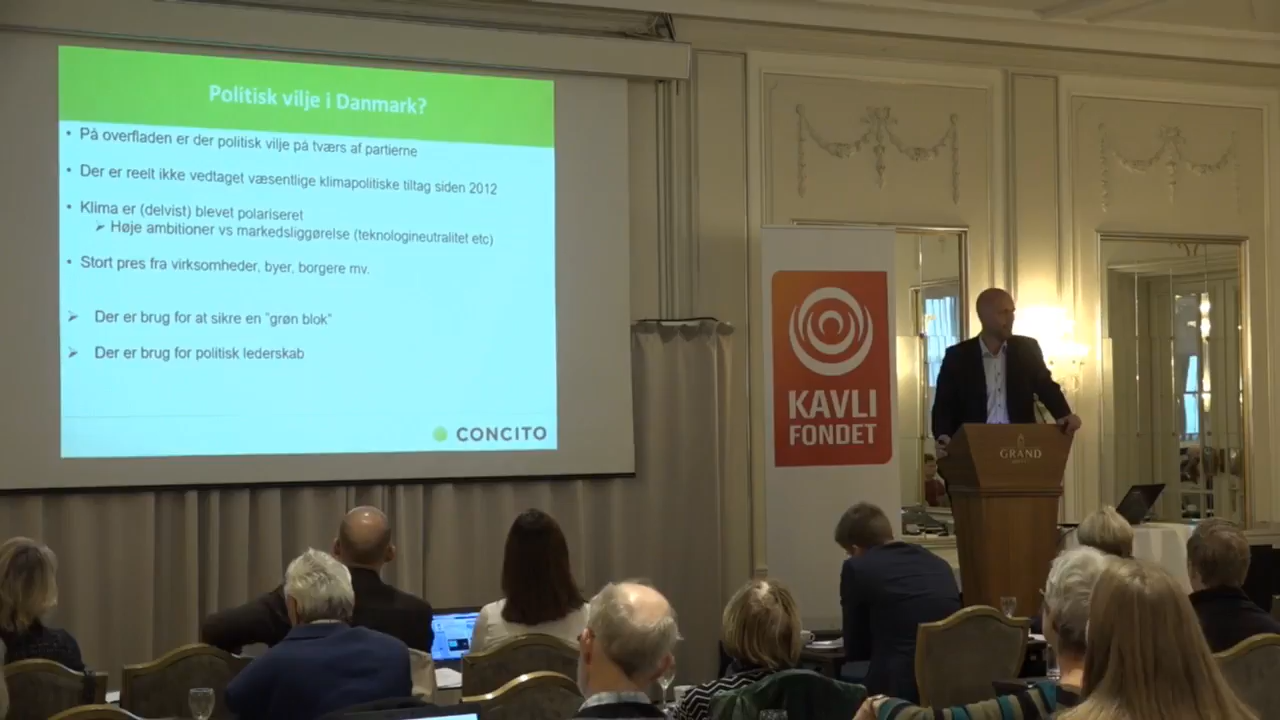 Politisk vilje i Danmark?
• På overfladen er der politisk vilje på tværs af partierne
• Der er reelt ikke vedtaget væsentlige klimapolitiske tiltag siden 2012
• Klima er (delvist) blevet polariseret
➢ Høje ambitioner vs markedsliggørelse (teknologineutralitet etc)
• Stort pres fra virksomheder, byer, borgere mv.
➢ Der er brug for at sikre en "grøn blok"
➢ Der er brug for politisk lederskab
CONCITO
KAVLI
FONDET
GRAND